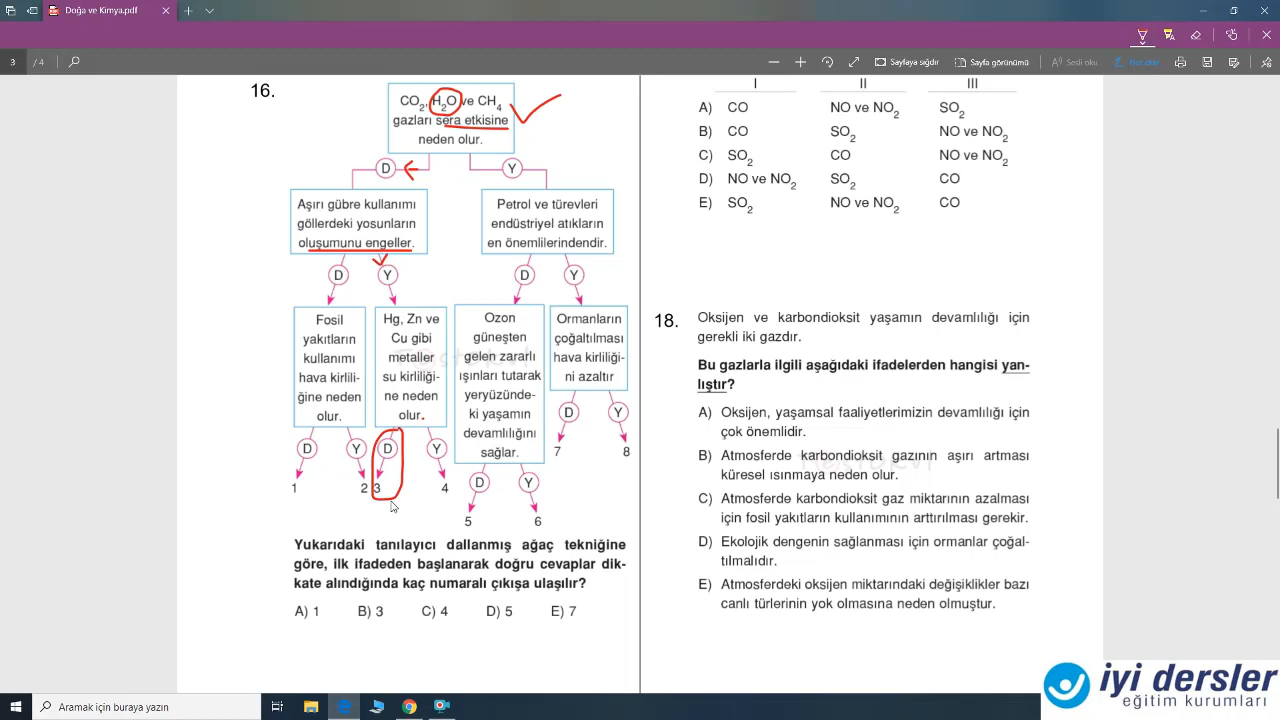 Doğa ve Kimya.pdf
3 /4
Sayfaya sığdır
Sayfa görünümü
Sesli oku
16.
CO2, H2O ve CH4
gazları sera etkisine
neden olur.
D
Y
Aşırı gübre kullanımı
göllerdeki yosunların
oluşumunu engeller.
Petrol ve türevleri
endüstriyel atıkların
en önemlilerindendir.
D
Y
D
Y
Fosil
yakıtların
kullanımı
hava kirlili-
ğine neden
olur.
Hg, Zn ve
Cu gibi
metaller
su kirliliği-
ne neden
olur.
Ozon
güneşten
gelen zararlı
ışınları tutarak
yeryüzünde-
ki yaşamın
devamlılığını
sağlar.
Ormanların
çoğaltılması
hava kirliliği-
ni azaltır
D
Y
D
Y
D
Y
D
Y
1
2
3
4
5
6
7
8
Yukarıdaki tanılayıcı dallanmış ağaç tekniğine
göre, ilk ifadeden başlanarak doğru cevaplar dik-
kate alındığında kaç numaralı çıkışa ulaşılır?
A) 1 B) 3 C) 4 D) 5 E) 7
I II III
A) CO NO ve NO2 SO2
B) CO SO2 NO ve NO2
C) SO2 CO NO ve NO2
D) NO ve NO2 SO2 CO
E) SO2 NO ve NO2 CO
18.
Oksijen ve karbondioksit yaşamın devamlılığı için
gerekli iki gazdır.
Bu gazlarla ilgili aşağıdaki ifadelerden hangisi yan-
lıştır?
A) Oksijen, yaşamsal faaliyetlerimizin devamlılığı için
çok önemlidir.
B) Atmosferde karbondioksit gazının aşırı artması
küresel ısınmaya neden olur.
C) Atmosferde karbondioksit gaz miktarının azalması
için fosil yakıtların kullanımının arttırılması gerekir.
D) Ekolojik dengenin sağlanması için ormanlar çoğal-
tılmalıdır.
E) Atmosferdeki oksijen miktarındaki değişiklikler bazı
canlı türlerinin yok olmasına neden olmuştur.
iyi dersler
eğitim kurumları
Aramak için buraya yazın